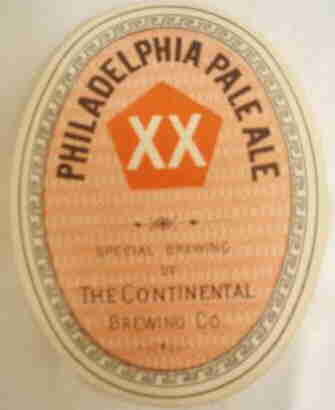 PHILADELPHIA PALE ALE
XX
SPECIAL BREWING
OF
THE CONTINENTAL
BREWING CO.